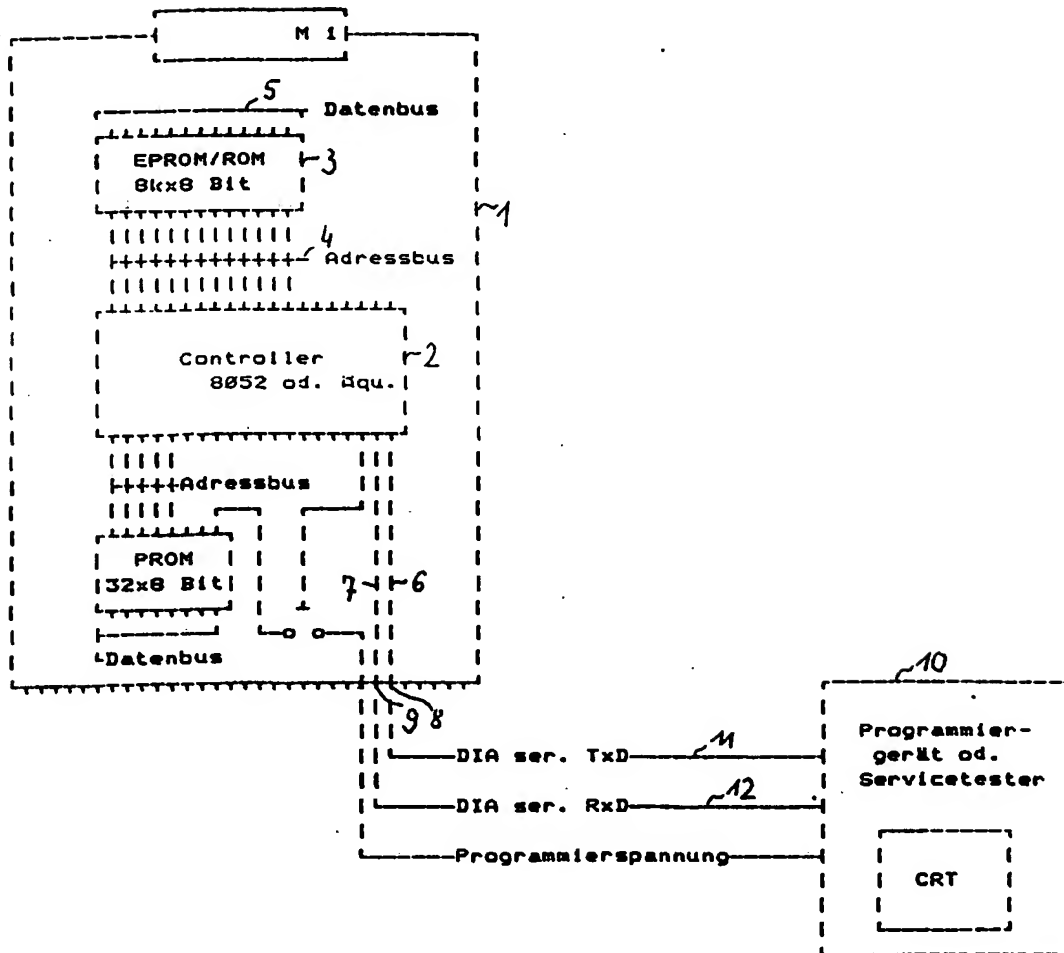 M 1
5
Datenbus
EPROM/ROM
8kx8 Bit
3
1
4
Adressbus
Controller
8052 od. äqu.
2
Adressbus
PROM
32x8 Bit
7
6
Datenbus
9 8
10
Programmier-
gerät od.
Servicetester
DIA ser. TxD
11
DIA ser. RxD
12
Programmierspannung
CRT